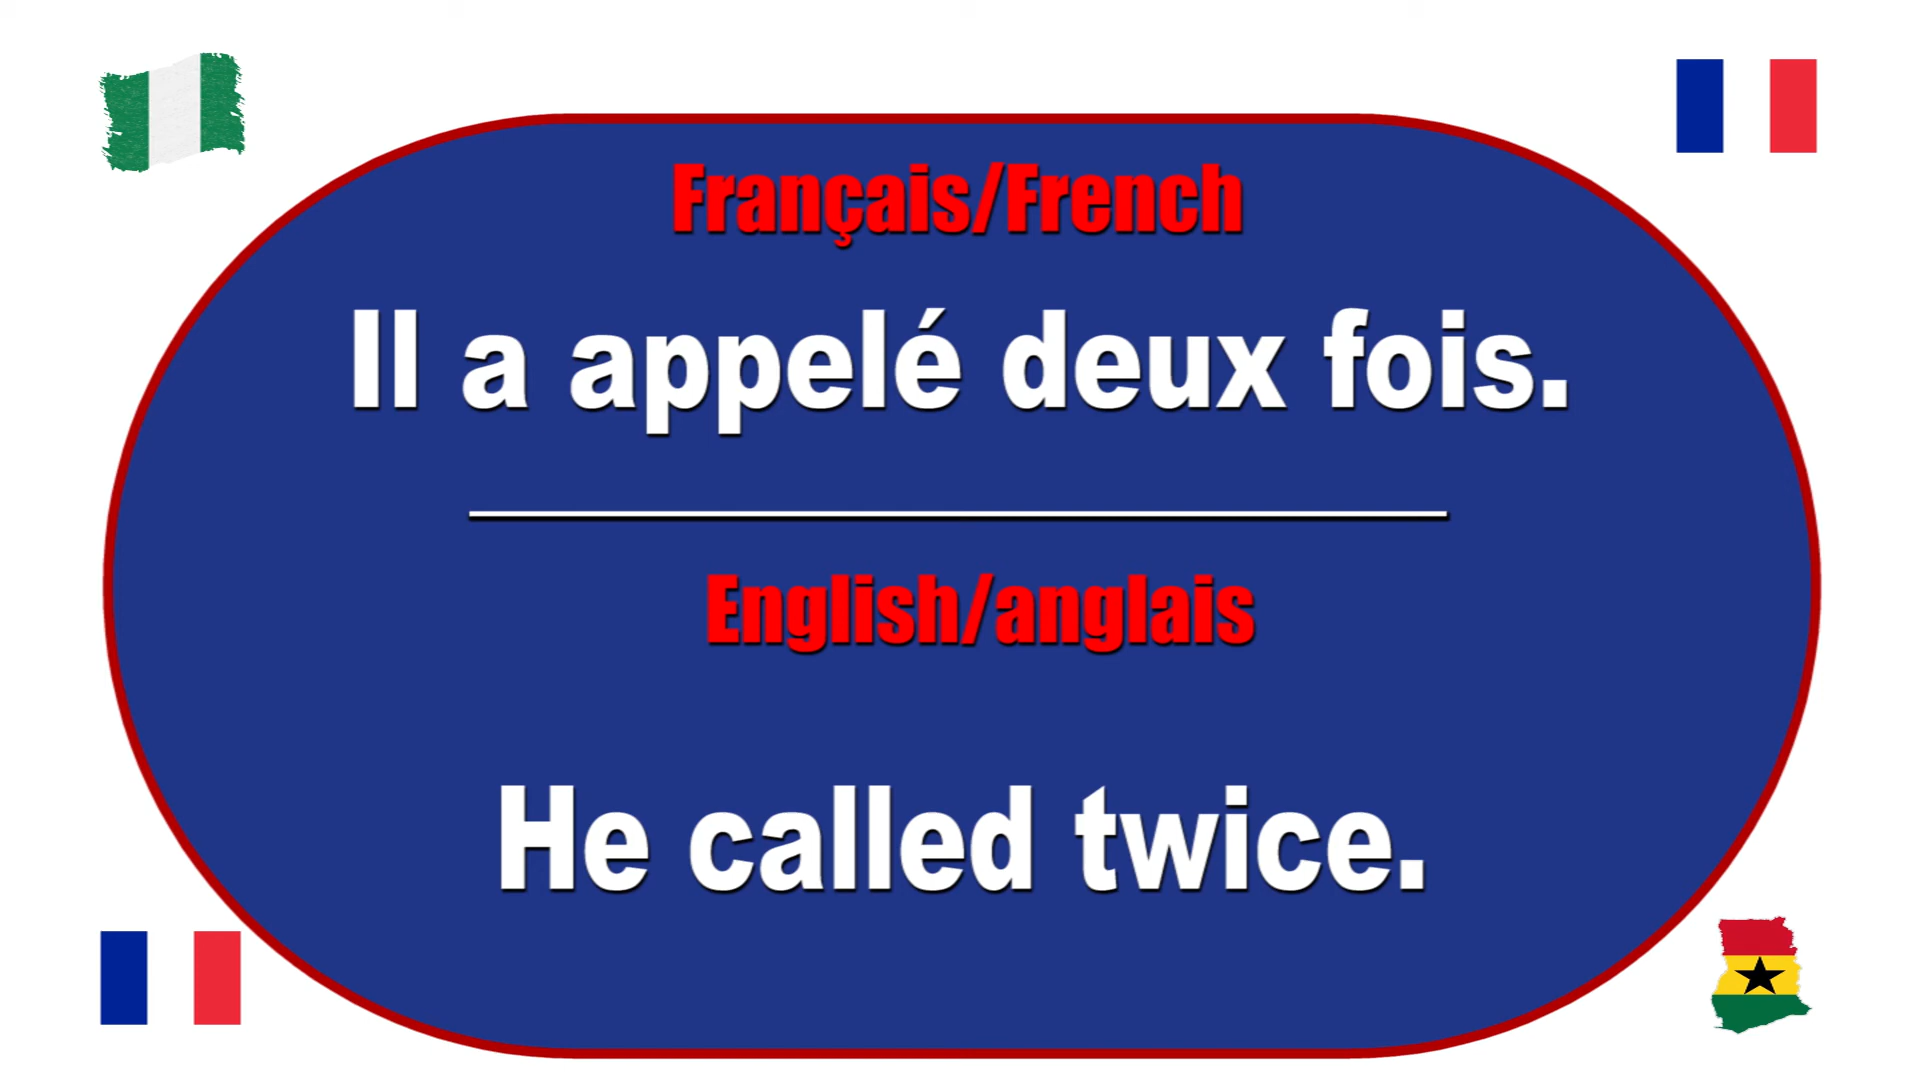 Français/French
Il a appelé deux fois.
English/anglais
He called twice.